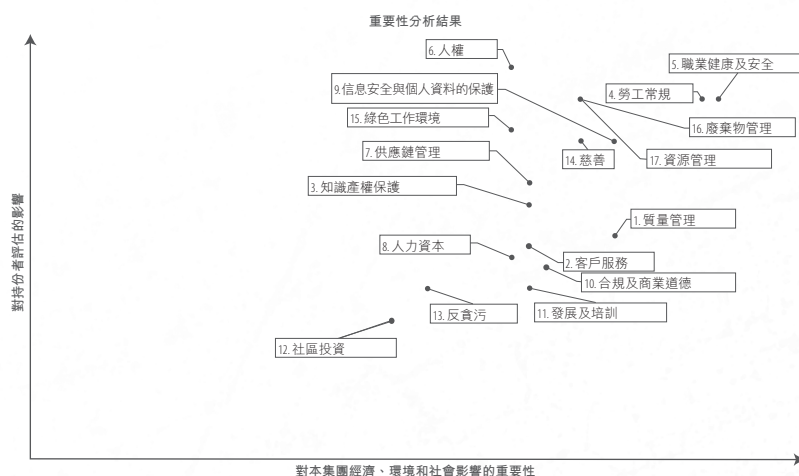 重要性分析結果
6. 人權
5. 職業健康及安全
9. 信息安全與個人資料的保護
4. 勞工常規
15. 綠色工作環境
16. 廢棄物管理
7. 供應鏈管理
14. 慈善
17. 資源管理
3. 知識產權保護
1. 質量管理
8. 人力資本
2. 客戶服務
10. 合規及商業道德
13. 反貪污
11. 發展及培訓
12. 社區投資
對持份者評估的影響
對本集團經濟、環境和社會影響的重要性